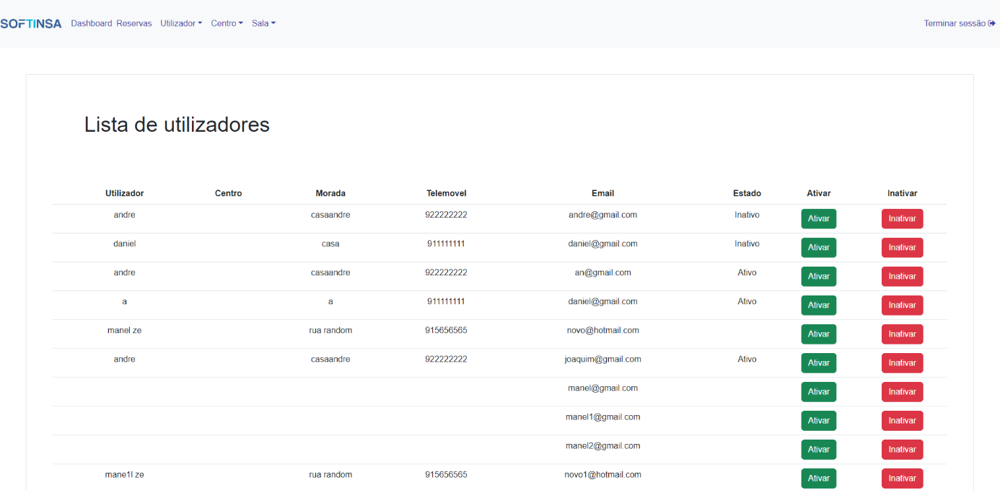 SOFTINSA Dashboard Reservas Utilizador Centro Sala Terminar sessão
Lista de utilizadores
Utilizador Centro Morada Telemovel Email Estado Ativar Inativar
andre casaandre 922222222 andre@gmail.com Inativo Ativar Inativar
daniel casa 911111111 daniel@gmail.com Inativo Ativar Inativar
andre casaandre 922222222 an@gmail.com Ativo Ativar Inativar
a a 911111111 daniel@gmail.com Ativo Ativar Inativar
manel ze rua random 915656565 novo@hotmail.com Ativar Inativar
andre casaandre 922222222 joaquim@gmail.com Ativo Ativar Inativar
manel@gmail.com Ativar Inativar
manel1@gmail.com Ativar Inativar
manel2@gmail.com Ativar Inativar
mane1l ze rua random 915656565 novo1@hotmail.com Ativar Inativar